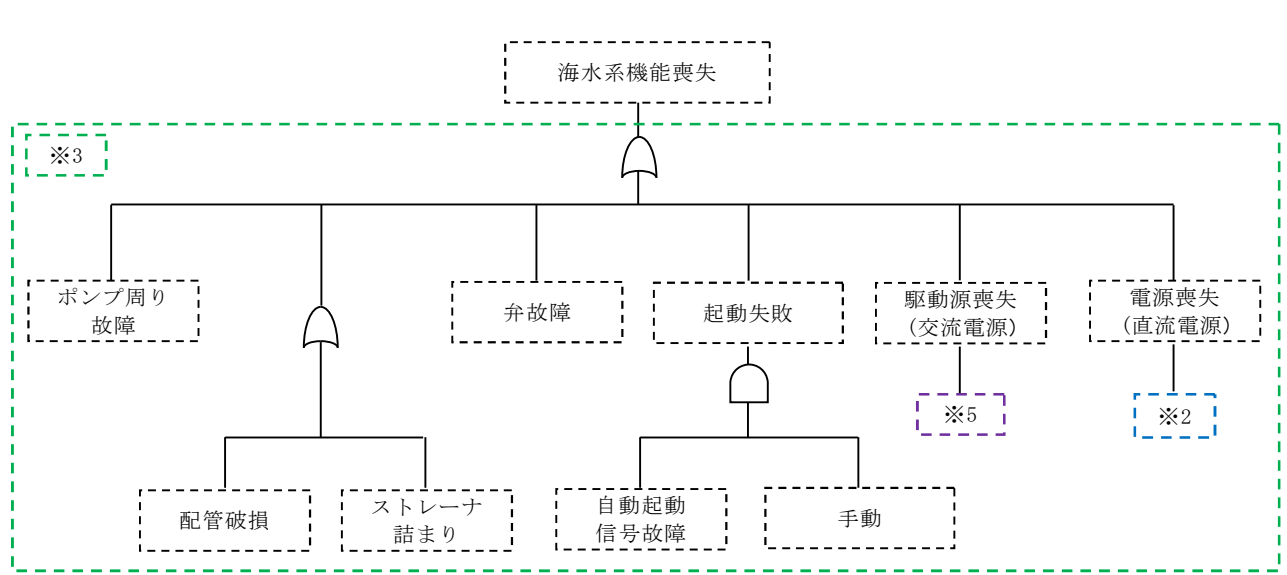 海水系機能喪失
※3
ポンプ周り
故障
弁故障
起動失敗
駆動源喪失
（交流電源）
電源喪失
（直流電源）
※5
※2
配管破損
ストレーナ
詰まり
自動起動
信号故障
手動